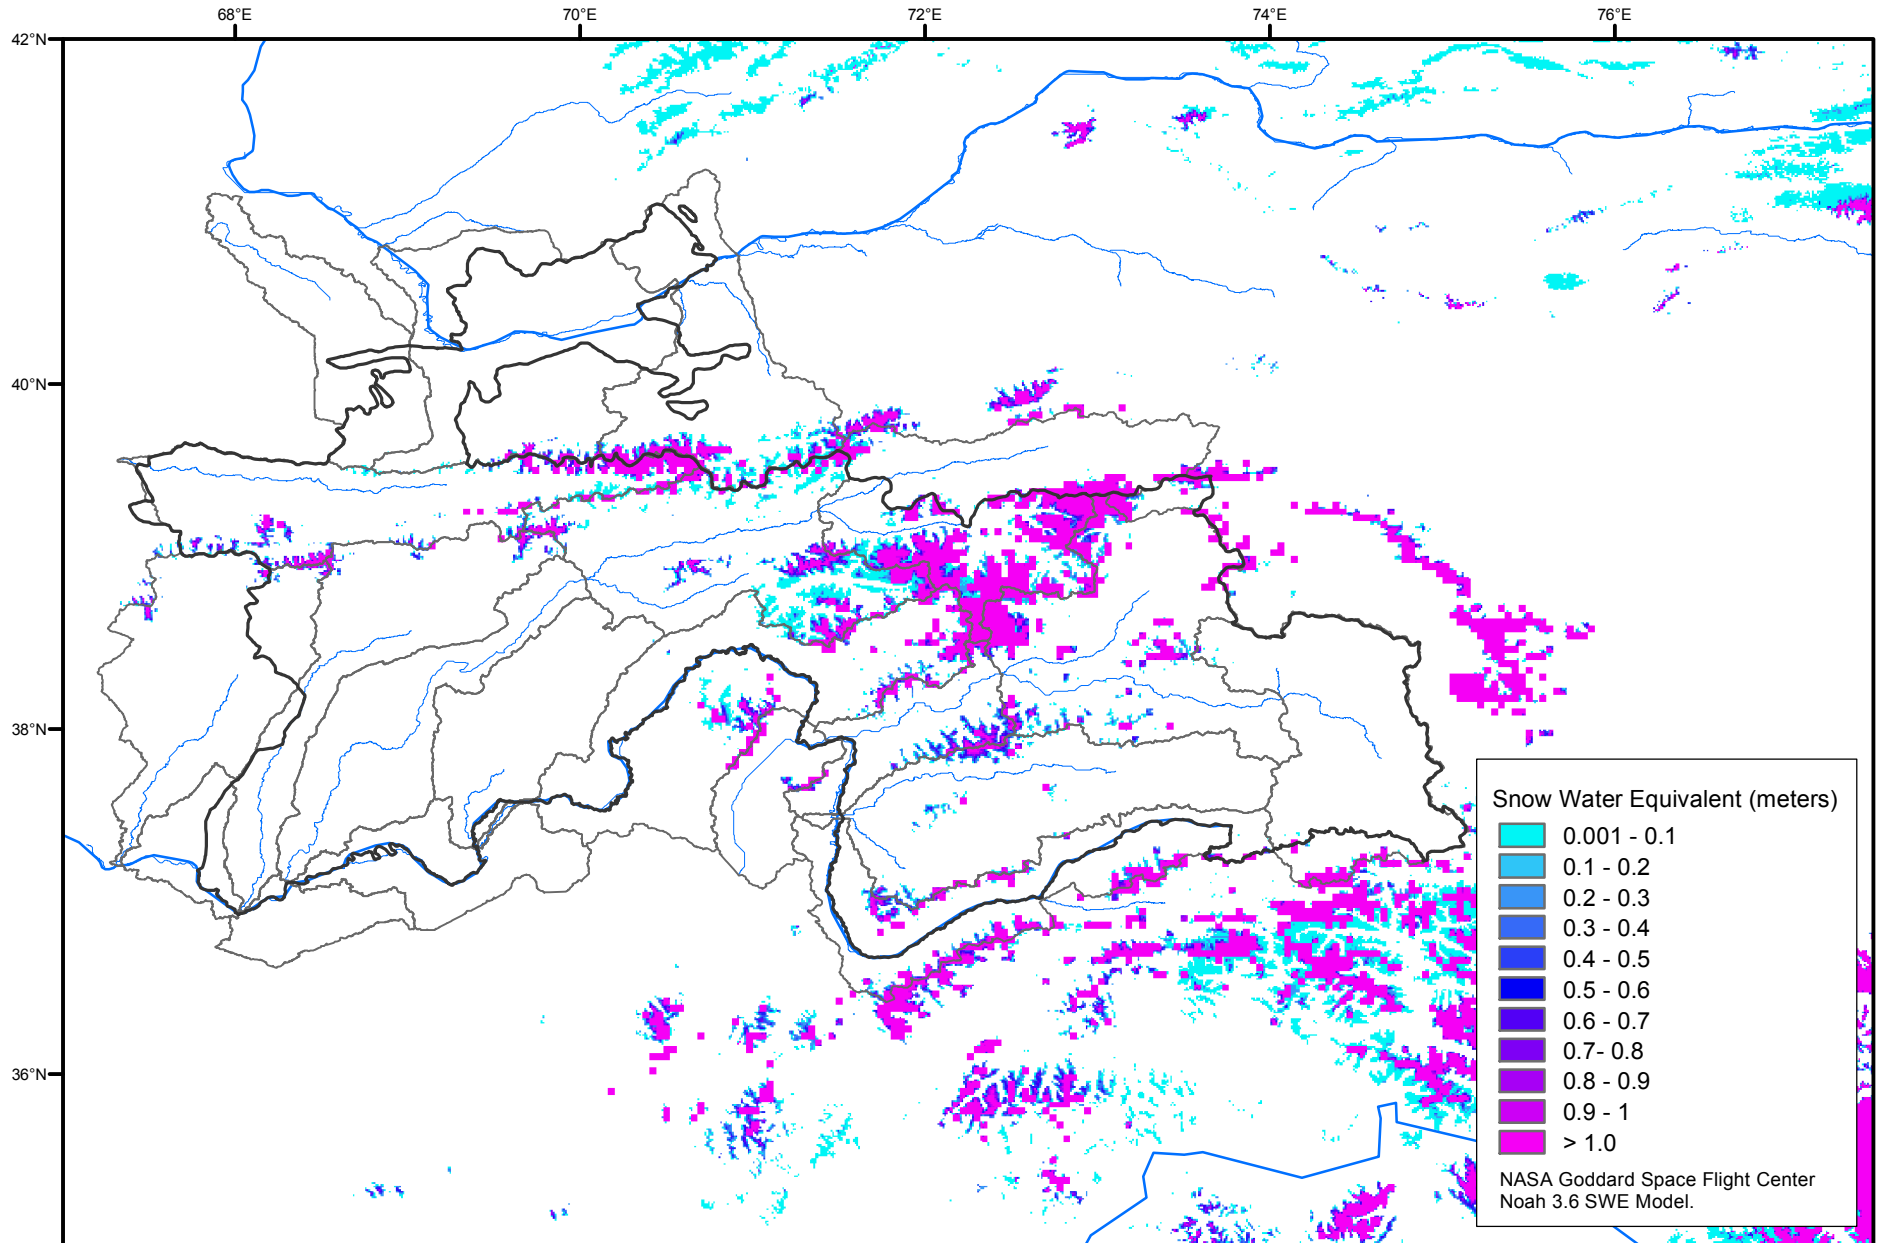 68°E 70°E 72°E 74°E 76°E
42°N
40°N
38°N
36°N
Snow Water Equivalent (meters)
0.001 - 0.1
0.1 - 0.2
0.2 - 0.3
0.3 - 0.4
0.4 - 0.5
0.5 - 0.6
0.6 - 0.7
0.7- 0.8
0.8 - 0.9
0.9 - 1
> 1.0
NASA Goddard Space Flight Center
Noah 3.6 SWE Model.